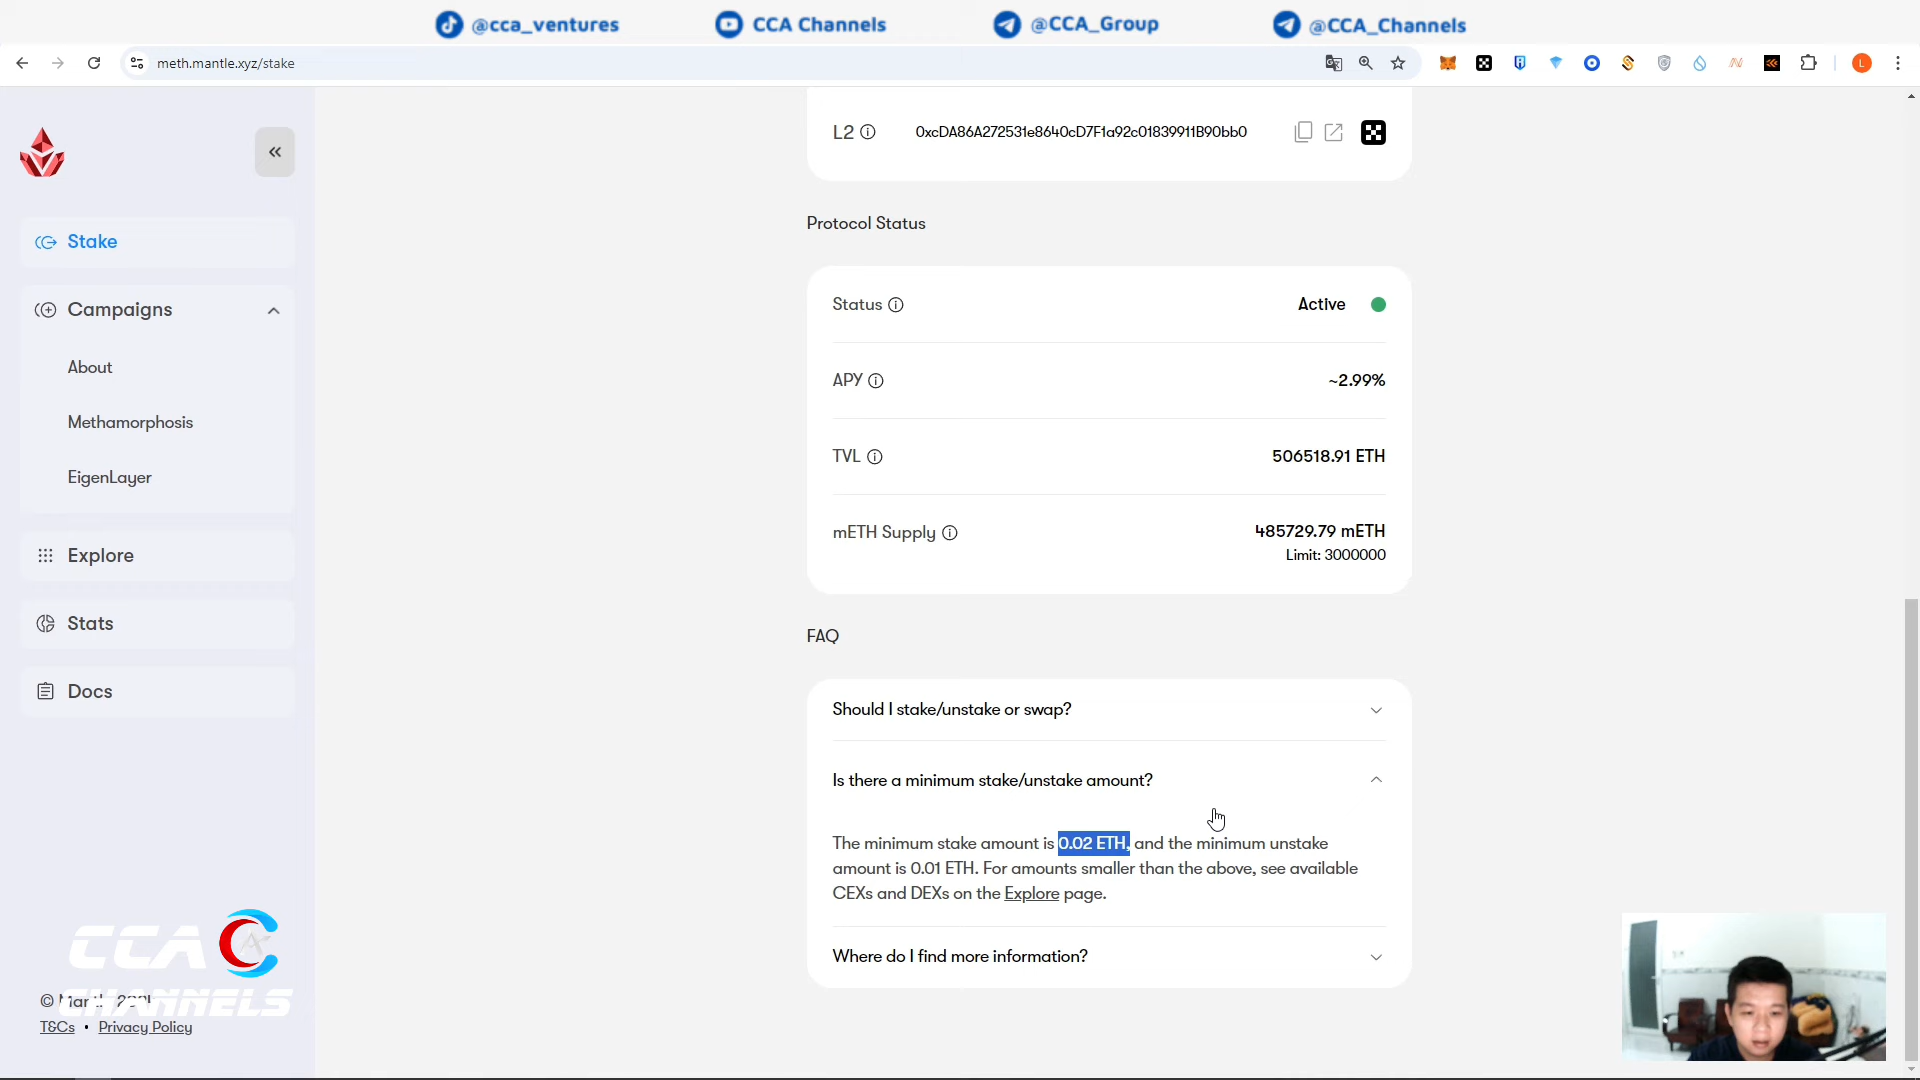 @cca_ventures
CCA Channels
@CCA_Group
@CCA_Channels
meth.mantle.xyz/stake
L
Stake
Campaigns
About
Methamorphosis
EigenLayer
Explore
Stats
Docs
CCA
CHANNELS
©
T&Cs • Privacy Policy
L2 0xcDA86A272531e8640cD7F1a92c01839911B90bb0
Protocol Status
Status Active
APY ~2.99%
TVL 506518.91 ETH
mETH Supply 485729.79 mETH
Limit: 3000000
FAQ
Should I stake/unstake or swap?
Is there a minimum stake/unstake amount?
The minimum stake amount is 0.02 ETH, and the minimum unstake
amount is 0.01 ETH. For amounts smaller than the above, see available
CEXs and DEXs on the Explore page.
Where do I find more information?